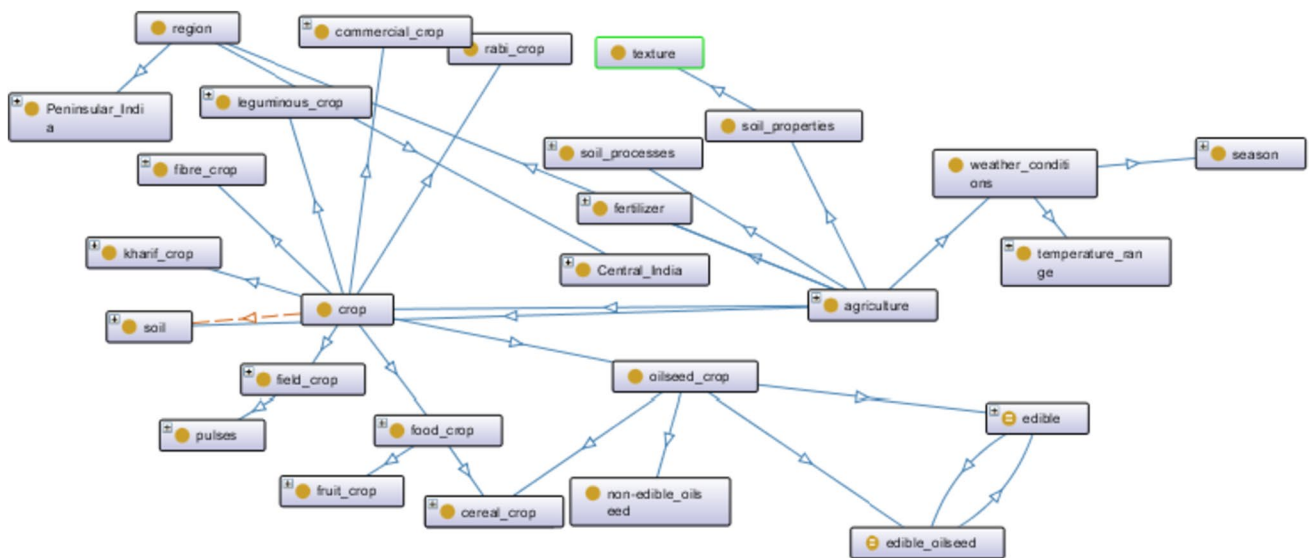 region
commercial_crop
rabi_crop
texture
Peninsular_Indi
a
leguminous_crop
soil_properties
fibre_crop
soil_processes
weather_conditi
ons
season
fertilizer
kharif_crop
Central_India
temperature_ran
ge
crop
agriculture
soil
field_crop
oilseed_crop
pulses
food_crop
edible
fruit_crop
cereal_crop
non-edible_oils
eed
edible_oilseed